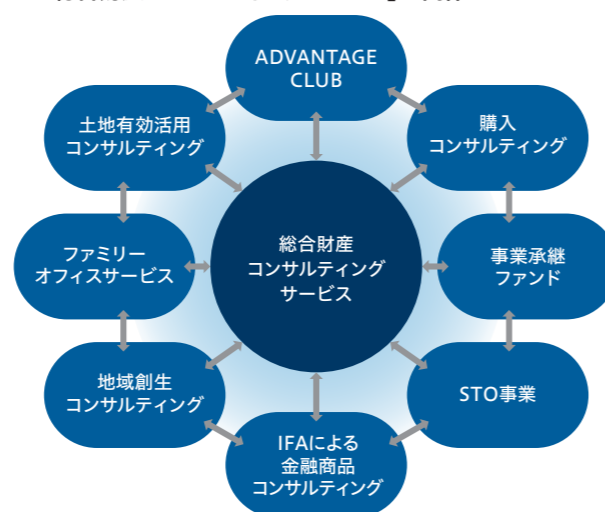 ADVANTAGE
CLUB
土地有効活用
コンサルティング
購入
コンサルティング
ファミリー
オフィスサービス
総合財産
コンサルティング
サービス
事業承継
ファンド
地域創生
コンサルティング
STO事業
IFAによる
金融商品
コンサルティング